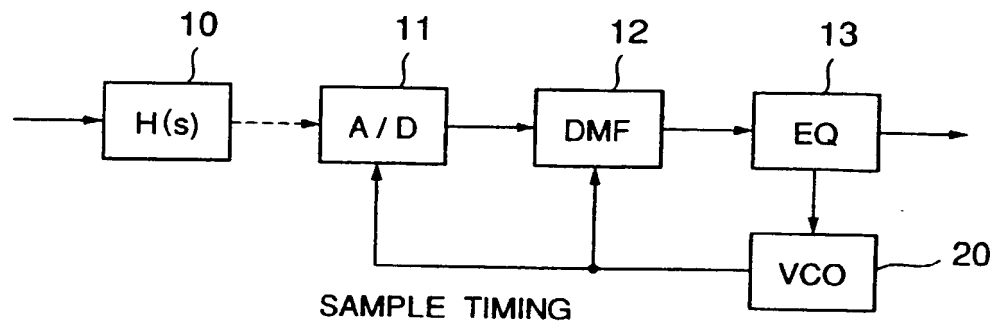 10
11
12
13
H(s)
A/D
DMF
EQ
VCO
20
SAMPLE TIMING